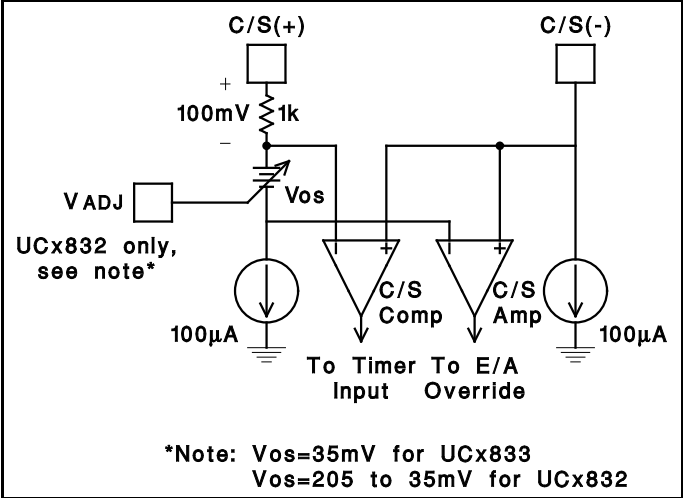 C/S(+)
C/S(-)
+
100mV
1k
−
VADJ
Vos
UCx832 only,
see note*
−
+
−
+
C/S
Comp
C/S
Amp
100µA
100µA
To Timer
Input
To E/A
Override
*Note: Vos=35mV for UCx833
Vos=205 to 35mV for UCx832